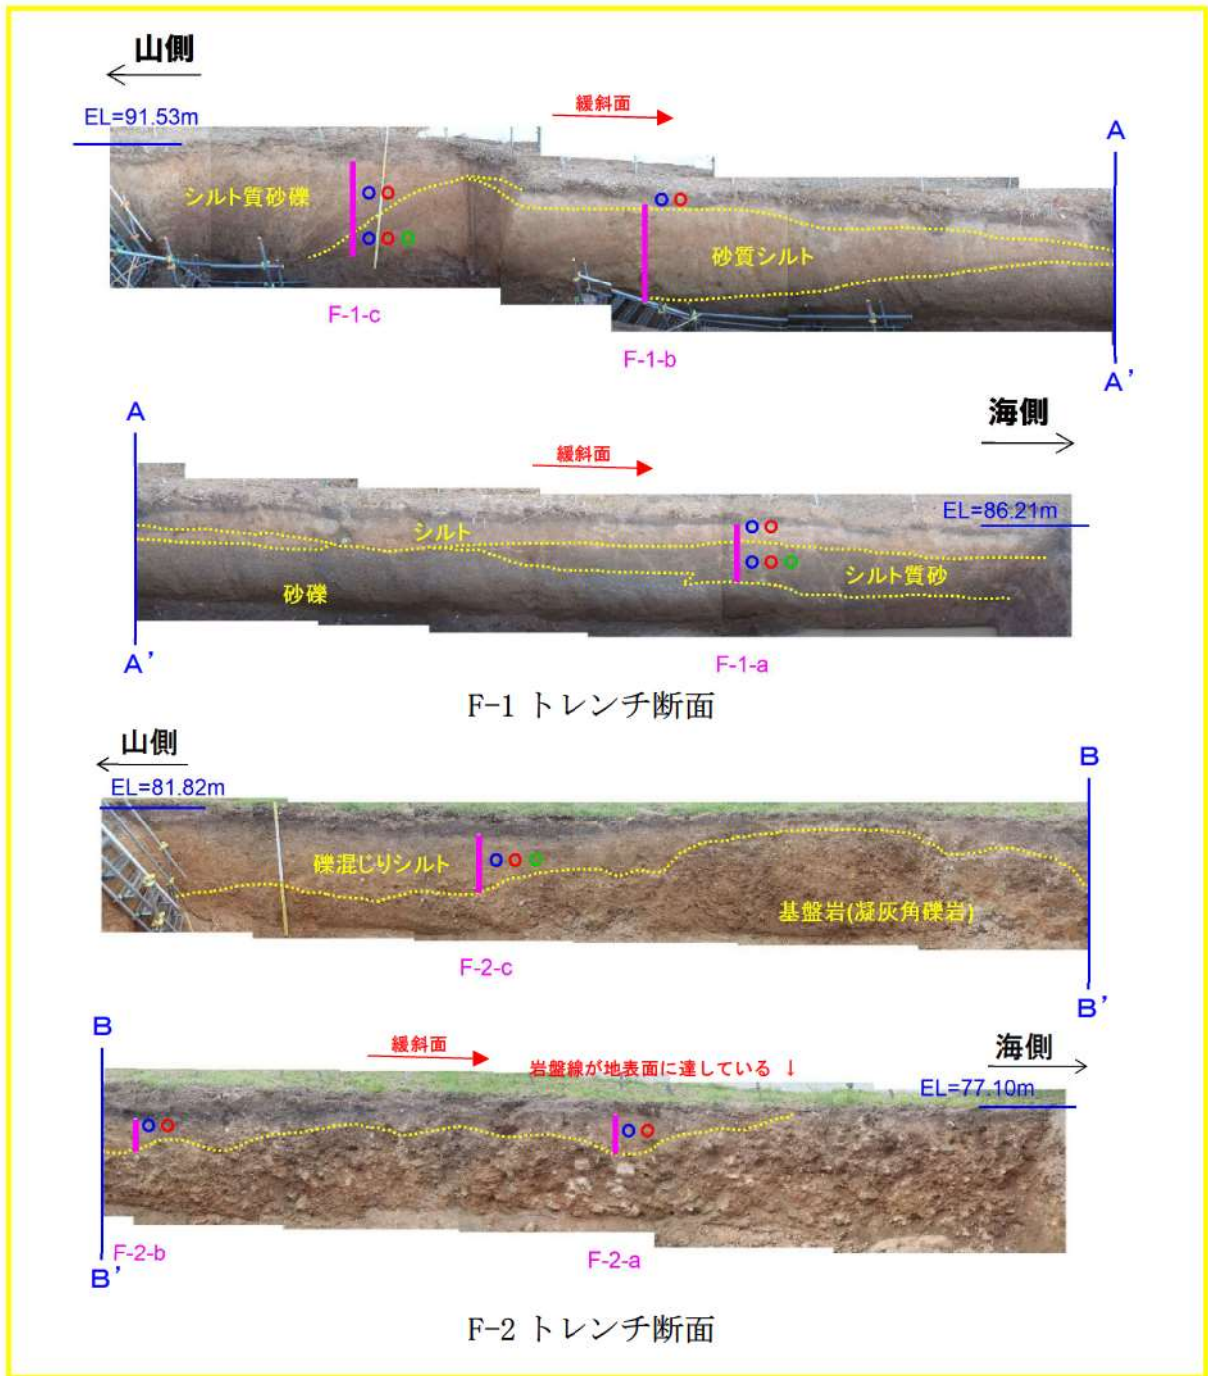 山側
EL=91.53m
緩斜面
A
シルト質砂礫
砂質シルト
F-1-c
F-1-b
A’
A
海側
緩斜面
EL=86.21m
シルト
シルト質砂
砂礫
A’
F-1-a
F-1 トレンチ断面
山側
B
EL=81.82m
礫混じりシルト
基盤岩(凝灰角礫岩)
F-2-c
B’
B
緩斜面
海側
岩盤線が地表面に達している ↓
EL=77.10m
F-2-b
F-2-a
B’
F-2 トレンチ断面